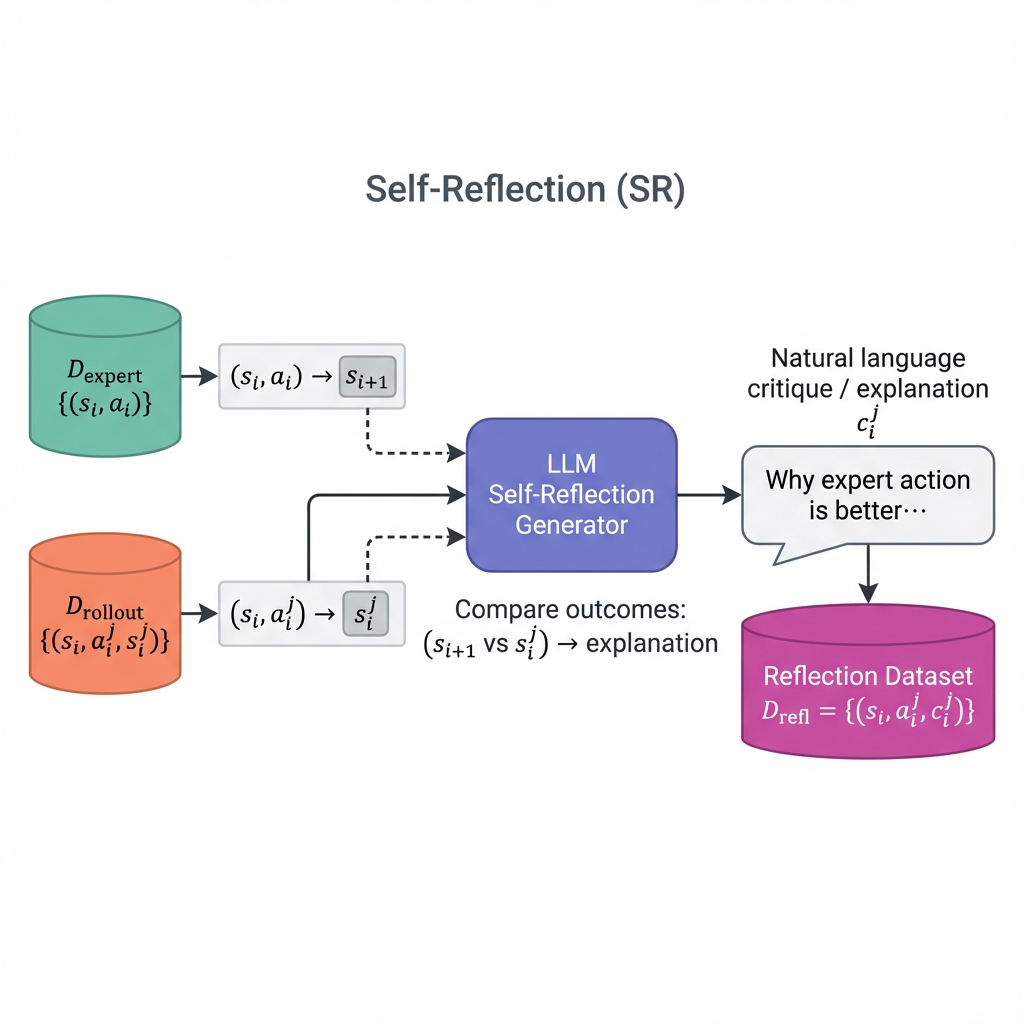 Self-Reflection (SR)
D_expert
{(s_i, a_i)}
(s_i, a_i) → s_{i+1}
Natural language
critique / explanation
c_i^j
LLM
Self-Reflection
Generator
Why expert action
is better⋯
D_rollout
{(s_i, a_i^j, s_i^j)}
(s_i, a_i^j) → s_i^j
Compare outcomes:
(s_{i+1} vs s_i^j) → explanation
Reflection Dataset
D_refl = {(s_i, a_i^j, c_i^j)}